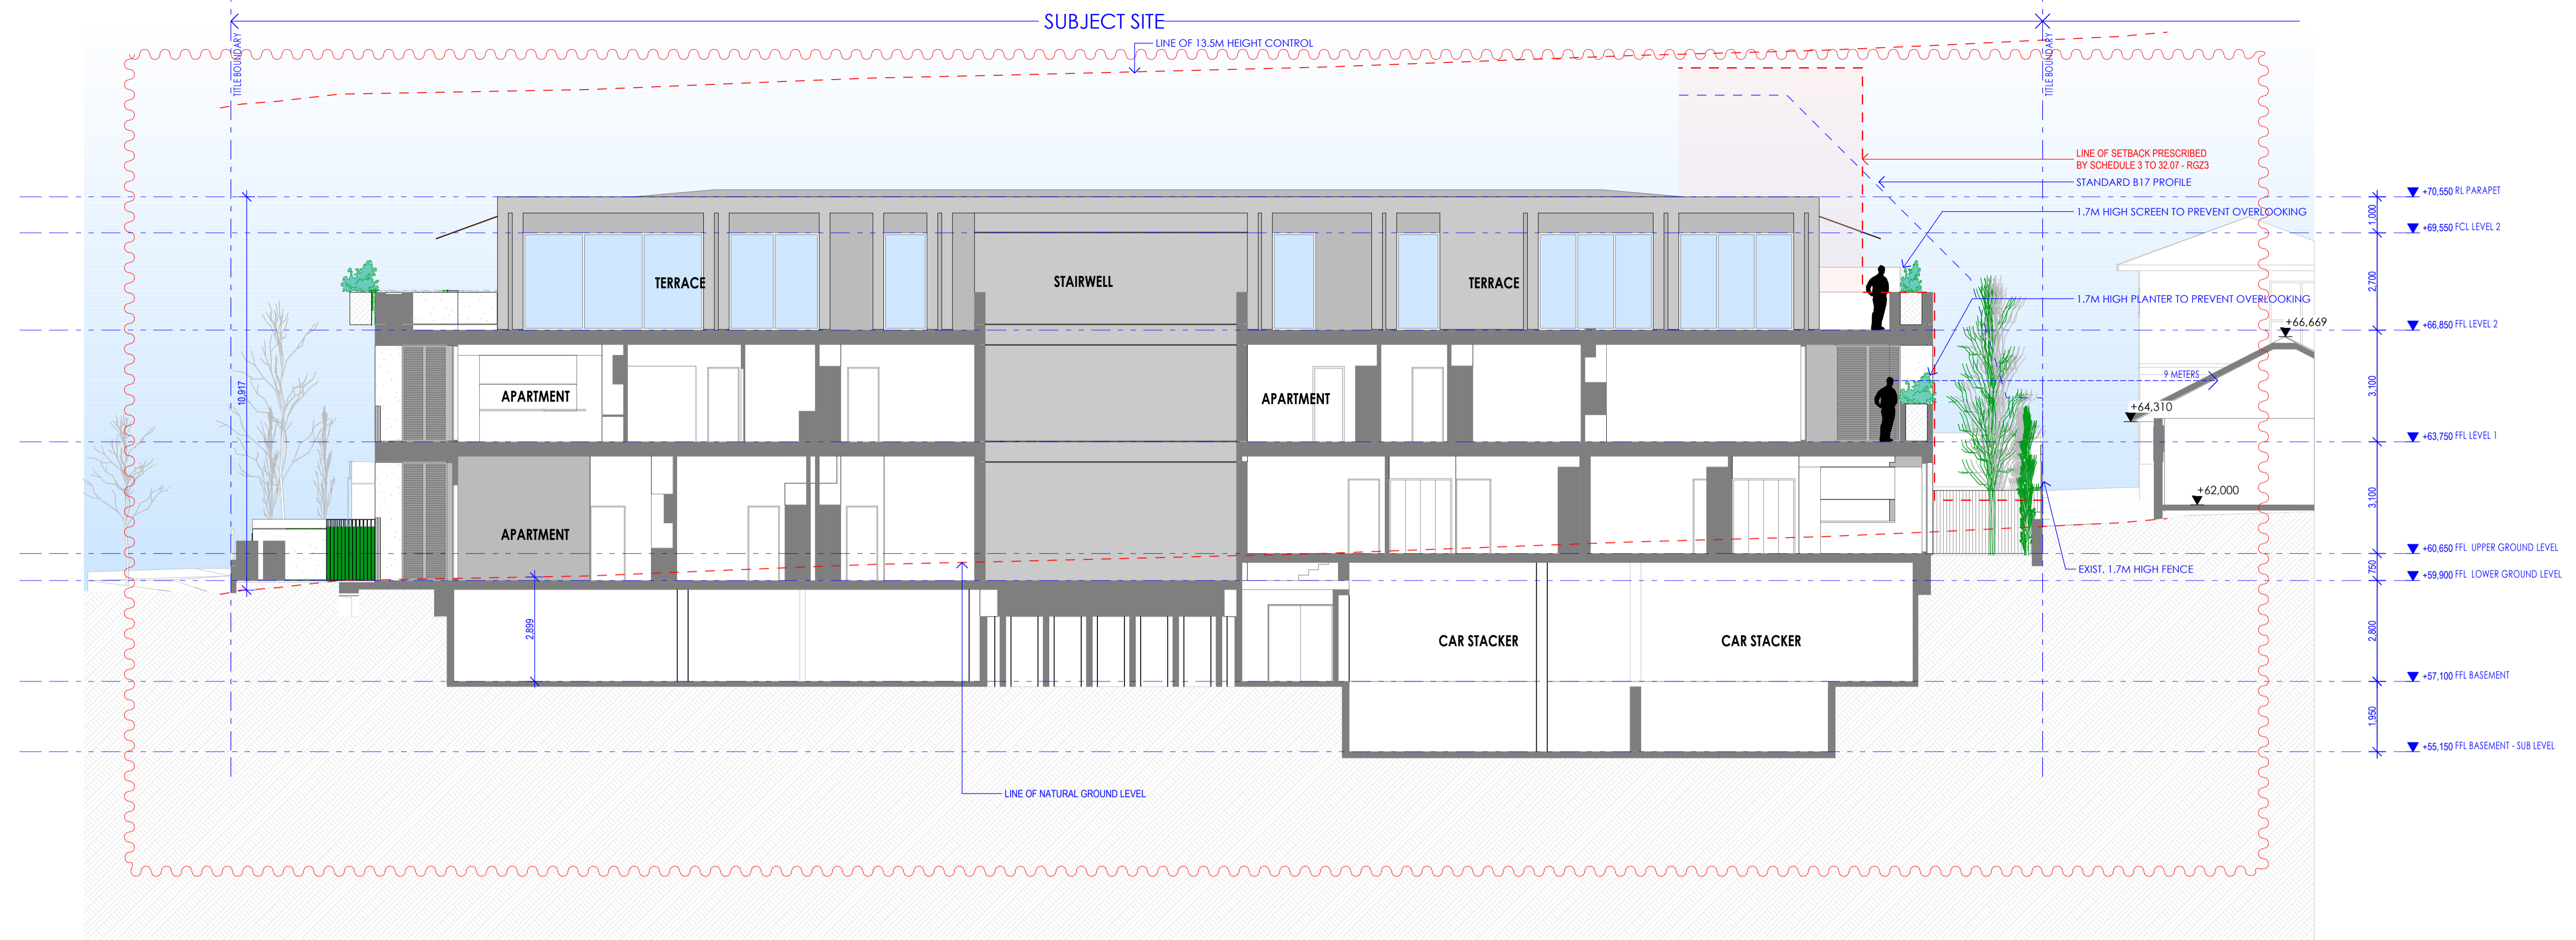 SUBJECT SITE
LINE OF 13.5M HEIGHT CONTROL
TITLE BOUNDARY
TITLE BOUNDARY
LINE OF SETBACK PRESCRIBED
BY SCHEDULE 3 TO 32.07 - RGZ3
STANDARD B17 PROFILE
1.7M HIGH SCREEN TO PREVENT OVERLOOKING
1.7M HIGH PLANTER TO PREVENT OVERLOOKING
+66,669
9 METERS
+64,310
+62,000
EXIST. 1.7M HIGH FENCE
TERRACE
STAIRWELL
TERRACE
APARTMENT
APARTMENT
APARTMENT
CAR STACKER
CAR STACKER
10,917
2,899
LINE OF NATURAL GROUND LEVEL
+70,550 RL PARAPET
1,000
+69,550 FCL LEVEL 2
2,700
+66,850 FFL LEVEL 2
3,100
+63,750 FFL LEVEL 1
3,100
+60,650 FFL UPPER GROUND LEVEL
750
+59,900 FFL LOWER GROUND LEVEL
2,800
+57,100 FFL BASEMENT
1,950
+55,150 FFL BASEMENT - SUB LEVEL